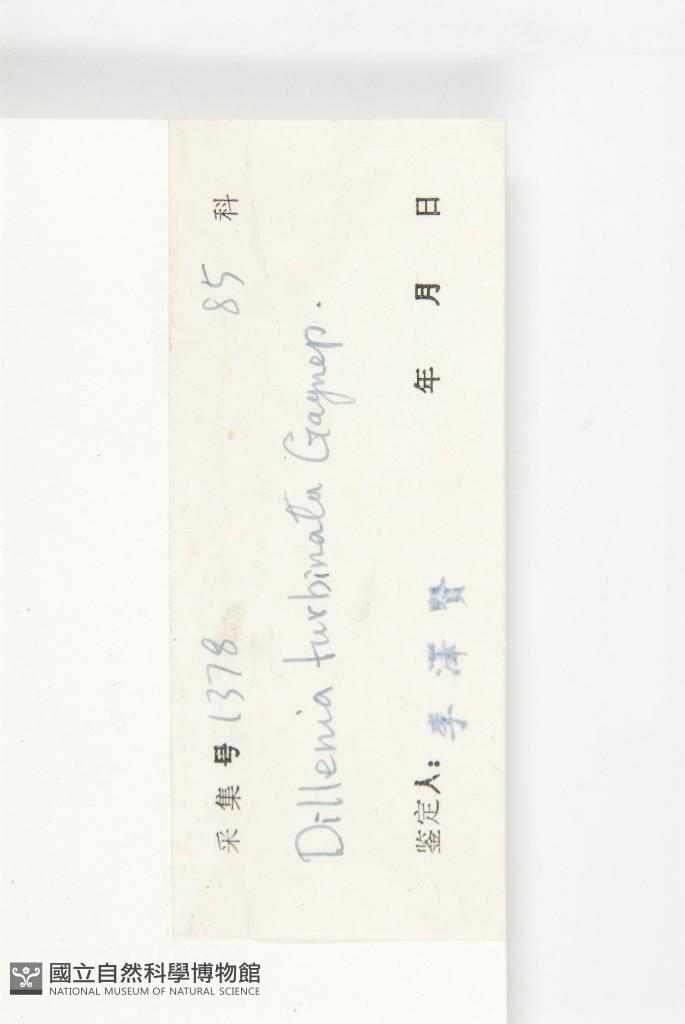 采集号 1378 85 科
Dillenia turbinata Gagnep.
鉴定人: 李泽贤 年 月 日
國立自然科學博物館
NATIONAL MUSEUM OF NATURAL SCIENCE